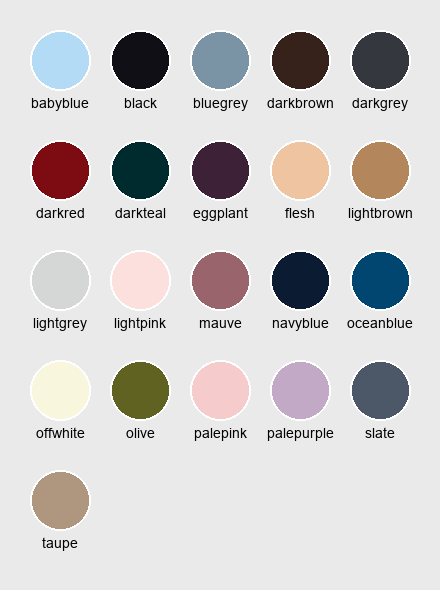 babyblue black bluegrey darkbrown darkgrey
darkred darkteal eggplant flesh lightbrown
lightgrey lightpink mauve navyblue oceanblue
offwhite olive palepink palepurple slate
taupe